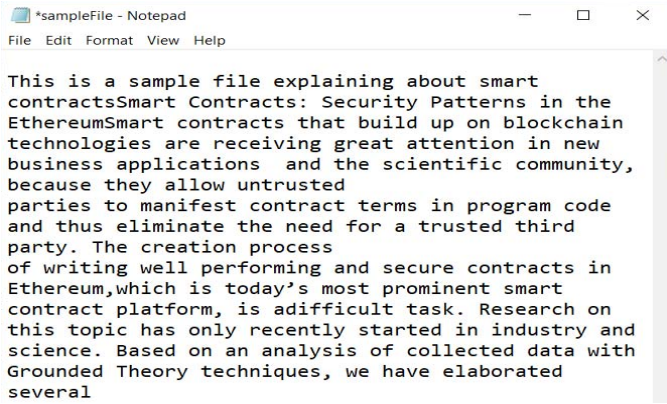 *sampleFile - Notepad
File Edit Format View Help
This is a sample file explaining about smart
contractsSmart Contracts: Security Patterns in the
EthereumSmart contracts that build up on blockchain
technologies are receiving great attention in new
business applications  and the scientific community,
because they allow untrusted
parties to manifest contract terms in program code
and thus eliminate the need for a trusted third
party. The creation process
of writing well performing and secure contracts in
Ethereum,which is today’s most prominent smart
contract platform, is adifficult task. Research on
this topic has only recently started in industry and
science. Based on an analysis of collected data with
Grounded Theory techniques, we have elaborated
several